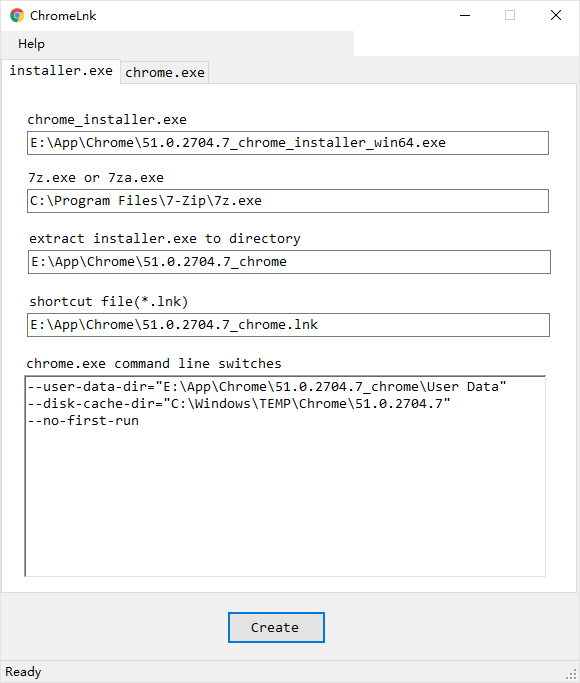 ChromeLnk
Help
installer.exe chrome.exe
chrome_installer.exe
E:\App\Chrome\51.0.2704.7_chrome_installer_win64.exe
7z.exe or 7za.exe
C:\Program Files\7-Zip\7z.exe
extract installer.exe to directory
E:\App\Chrome\51.0.2704.7_chrome
shortcut file(*.lnk)
E:\App\Chrome\51.0.2704.7_chrome.lnk
chrome.exe command line switches
--user-data-dir="E:\App\Chrome\51.0.2704.7_chrome\User Data"
--disk-cache-dir="C:\Windows\TEMP\Chrome\51.0.2704.7"
--no-first-run
Create
Ready